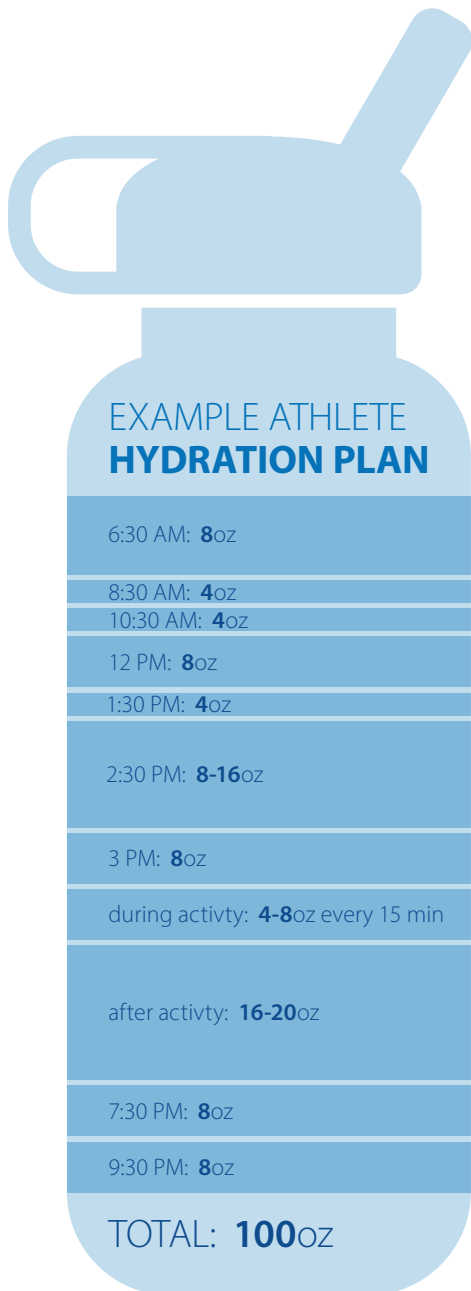 EXAMPLE ATHLETE
HYDRATION PLAN
6:30 AM: 8oz
8:30 AM: 4oz
10:30 AM: 4oz
12 PM: 8oz
1:30 PM: 4oz
2:30 PM: 8-16oz
3 PM: 8oz
during activty: 4-8oz every 15 min
after activty: 16-20oz
7:30 PM: 8oz
9:30 PM: 8oz
TOTAL: 100oz